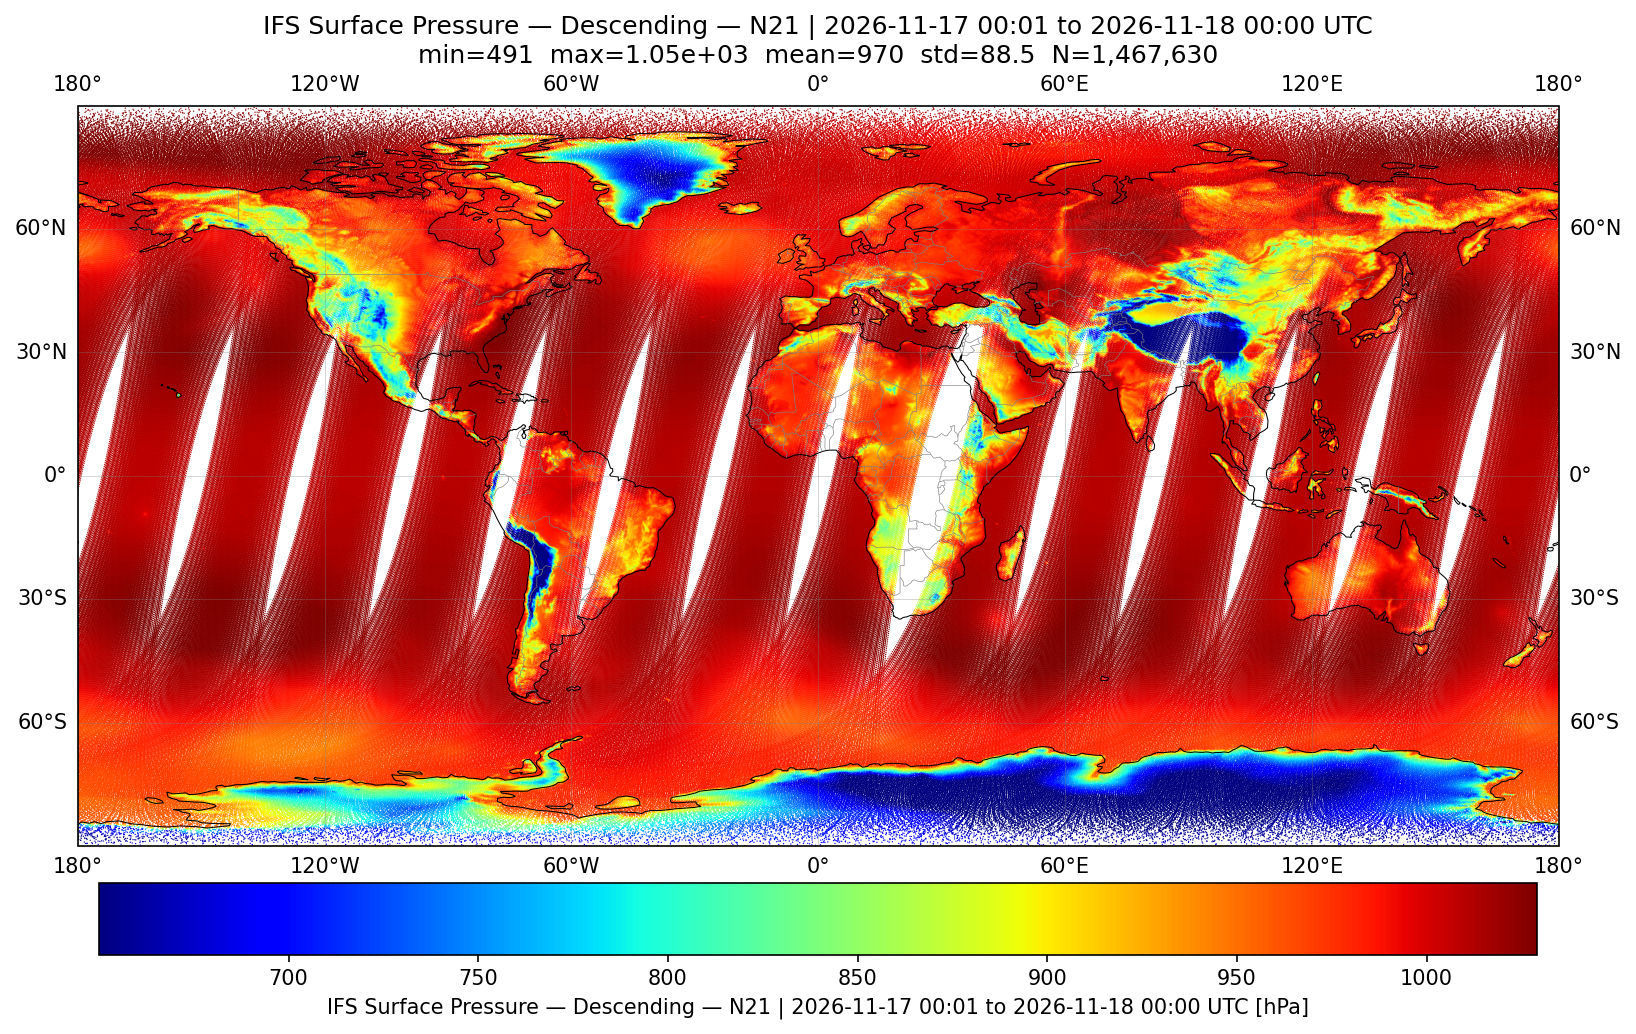 IFS Surface Pressure — Descending — N21 | 2026-11-17 00:01 to 2026-11-18 00:00 UTC
min=491 max=1.05e+03 mean=970 std=88.5 N=1,467,630
180° 120°W 60°W 0° 60°E 120°E 180°
60°N 60°N
30°N 30°N
0° 0°
30°S 30°S
60°S 60°S
180° 120°W 60°W 0° 60°E 120°E 180°
700 750 800 850 900 950 1000
IFS Surface Pressure — Descending — N21 | 2026-11-17 00:01 to 2026-11-18 00:00 UTC [hPa]